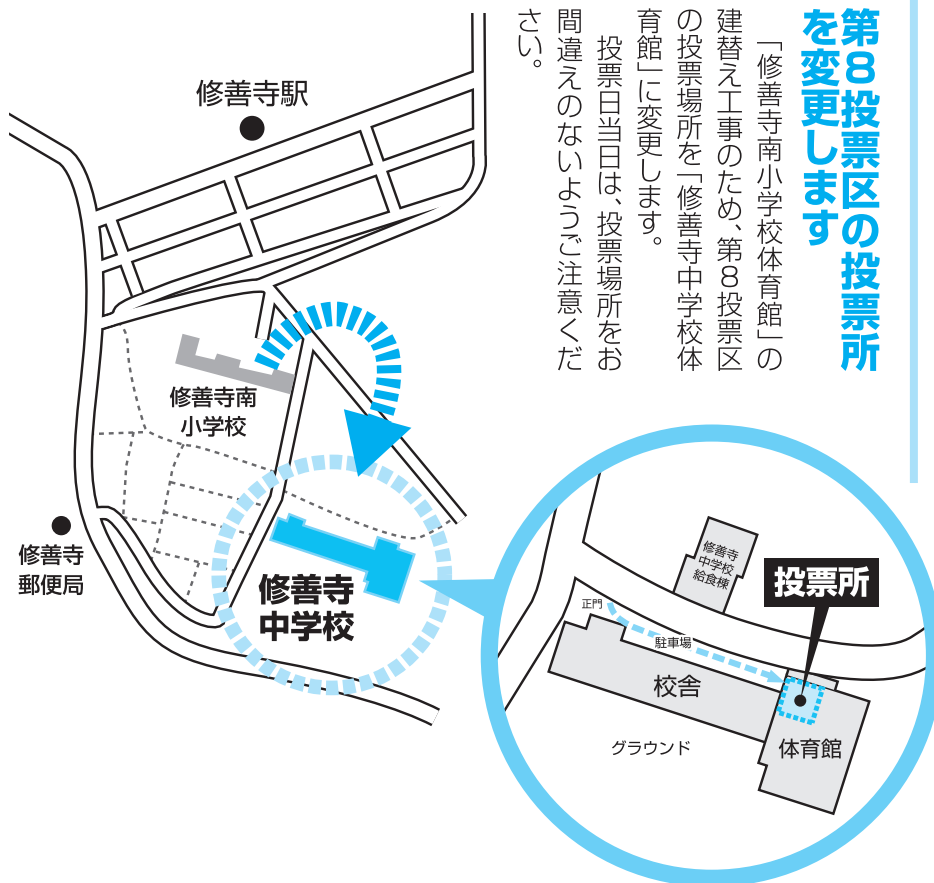 第8投票区の投票所
を変更します
「修善寺南小学校体育館」の
建替え工事のため、第8投票区
の投票場所を「修善寺中学校体
育館」に変更します。
投票日当日は、投票場所をお
間違えのないようご注意くだ
さい。
修善寺駅
修善寺南
小学校
修善寺
郵便局
修善寺
中学校
修善寺
中学校
給食棟
投票所
正門
駐車場
校舎
体育館
グラウンド